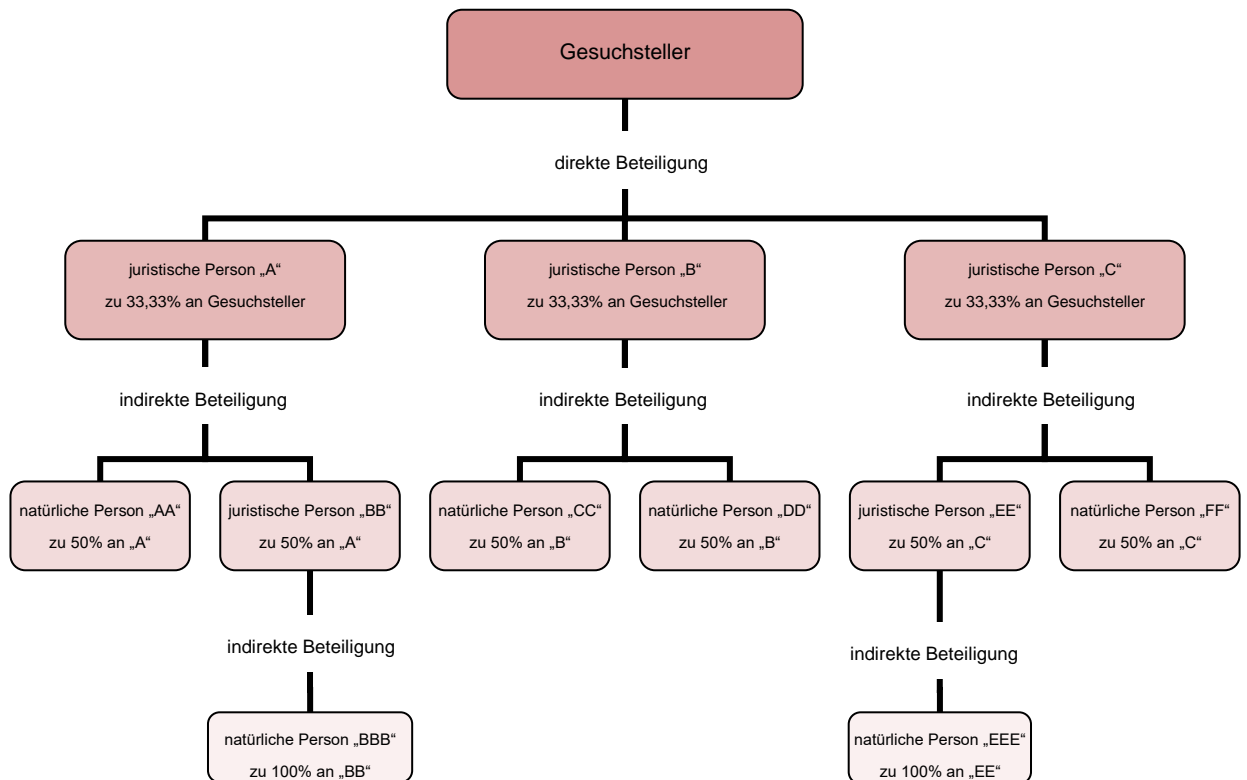 Gesuchsteller
direkte Beteiligung
juristische Person „A“
zu 33,33% an Gesuchsteller
juristische Person „B“
zu 33,33% an Gesuchsteller
juristische Person „C“
zu 33,33% an Gesuchsteller
indirekte Beteiligung
indirekte Beteiligung
indirekte Beteiligung
natürliche Person „AA“
zu 50% an „A“
juristische Person „BB“
zu 50% an „A“
natürliche Person „CC“
zu 50% an „B“
natürliche Person „DD“
zu 50% an „B“
juristische Person „EE“
zu 50% an „C“
natürliche Person „FF“
zu 50% an „C“
indirekte Beteiligung
indirekte Beteiligung
natürliche Person „BBB“
zu 100% an „BB“
natürliche Person „EEE“
zu 100% an „EE“